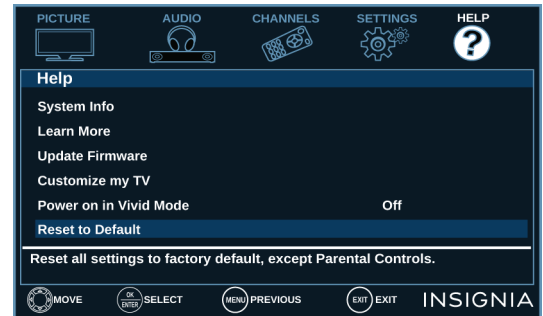 PICTURE AUDIO CHANNELS SETTINGS HELP
?
Help
System Info
Learn More
Update Firmware
Customize my TV
Power on in Vivid Mode Off
Reset to Default
Reset all settings to factory default, except Parental Controls.
MOVE OK ENTER SELECT MENU PREVIOUS EXIT EXIT INSIGNIA